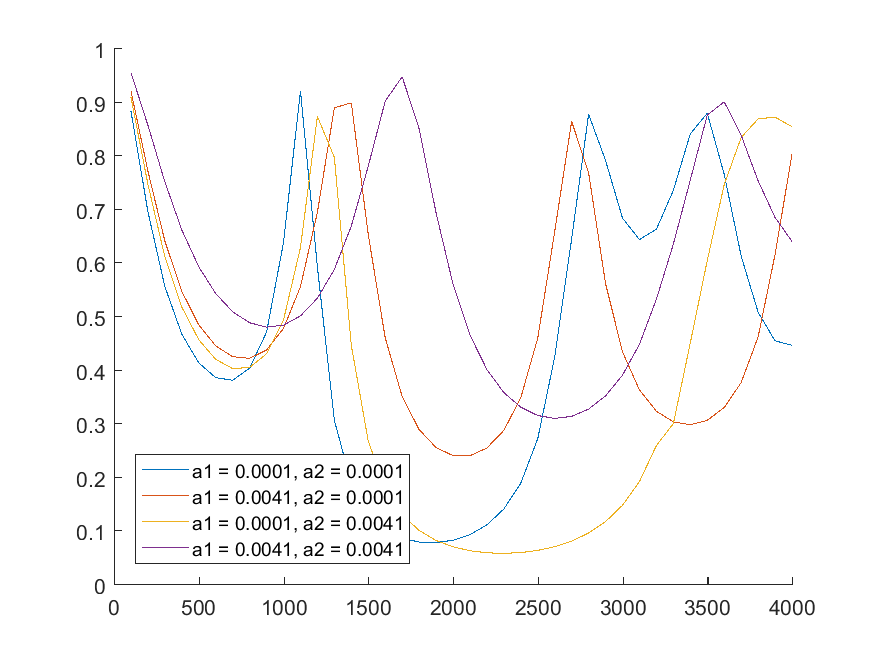 1
0.9
0.8
0.7
0.6
0.5
0.4
0.3
0.2
0.1
0
a1 = 0.0001, a2 = 0.0001
a1 = 0.0041, a2 = 0.0001
a1 = 0.0001, a2 = 0.0041
a1 = 0.0041, a2 = 0.0041
0 500 1000 1500 2000 2500 3000 3500 4000